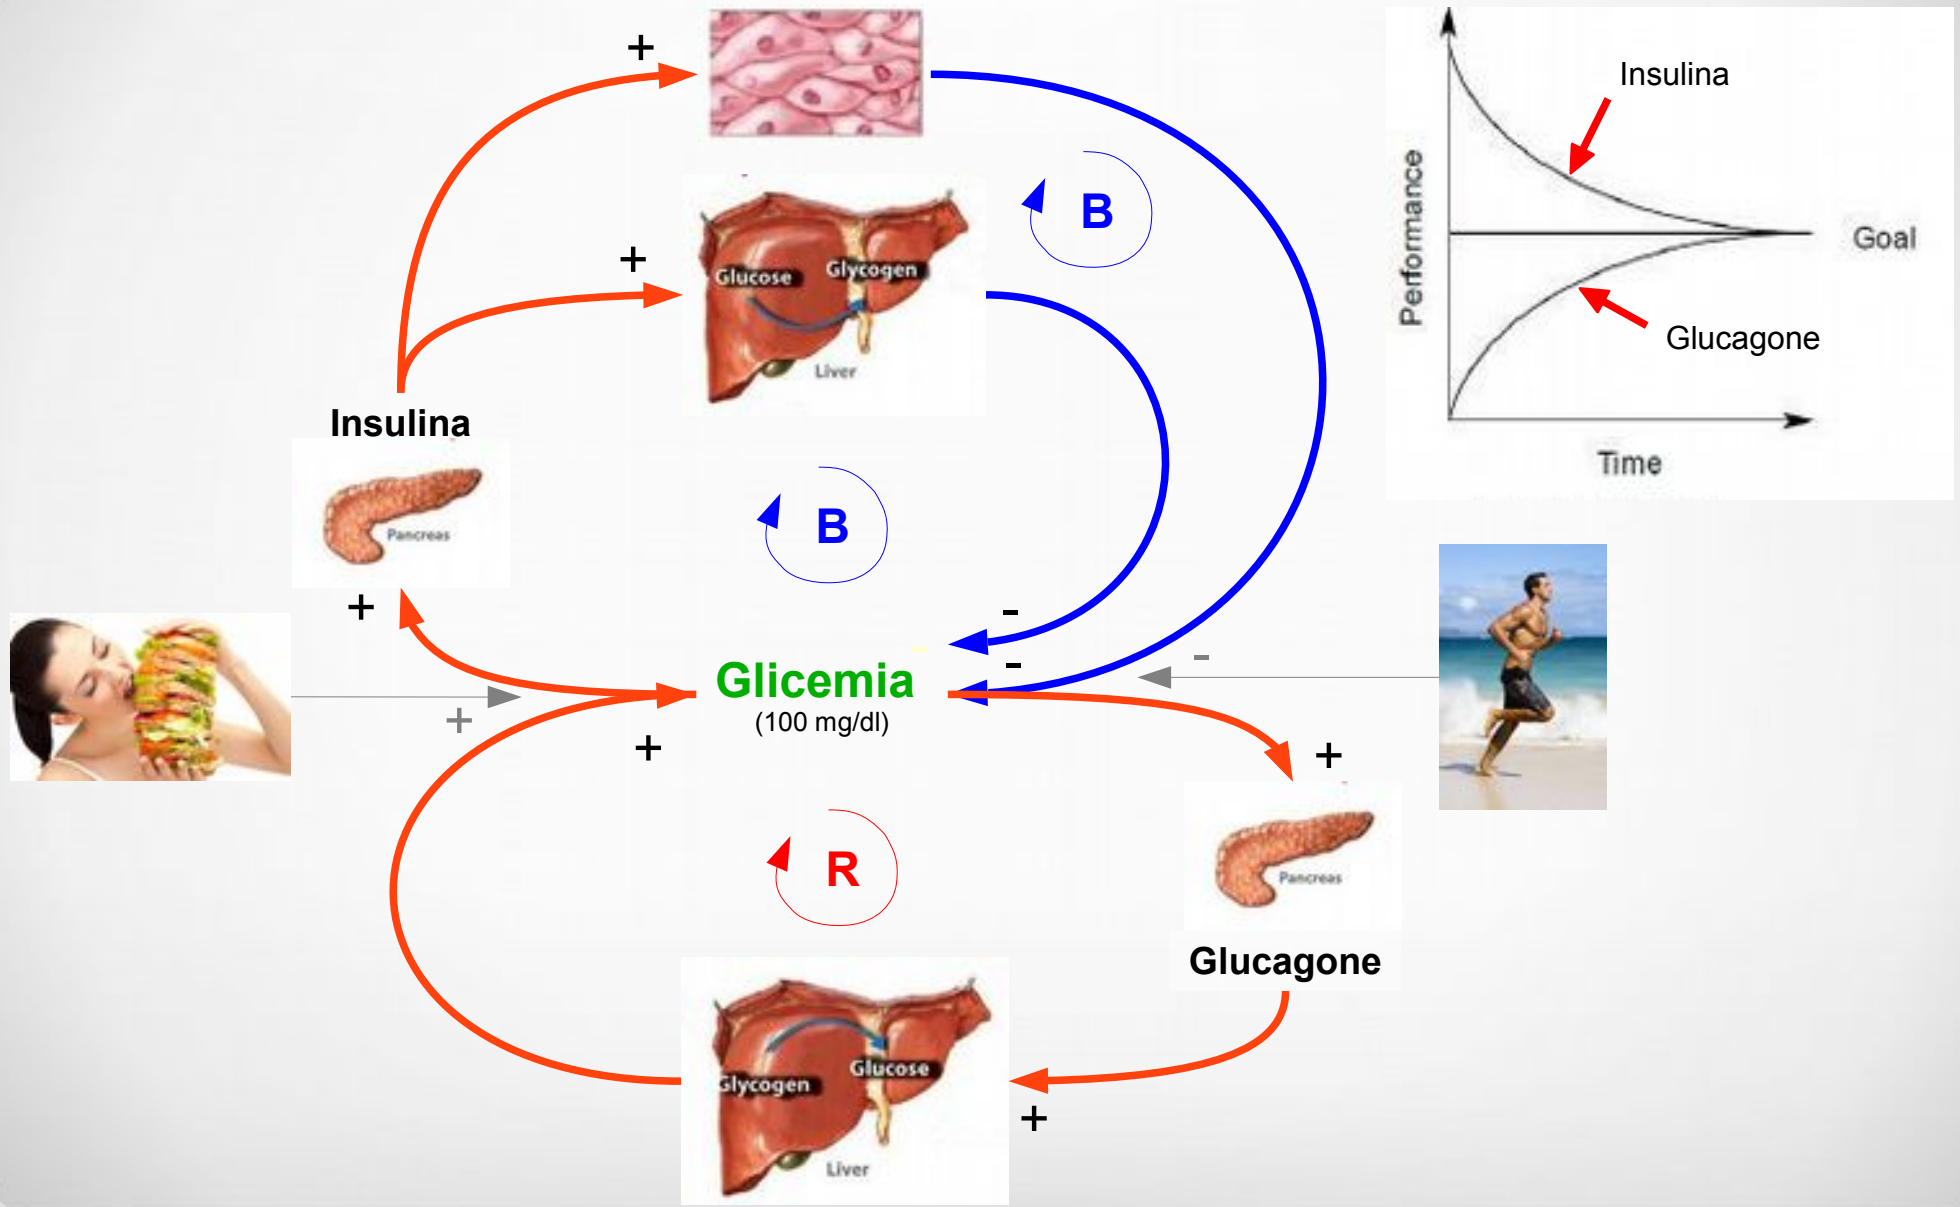 +
Insulina
B
Glucose
Glycogen
Liver
+
Performance
Goal
Glucagone
Time
Insulina
Pancreas
B
+
-
-
-
Glicemia
(100 mg/dl)
+
+
+
Pancreas
R
Glucagone
Glycogen
Glucose
Liver
+